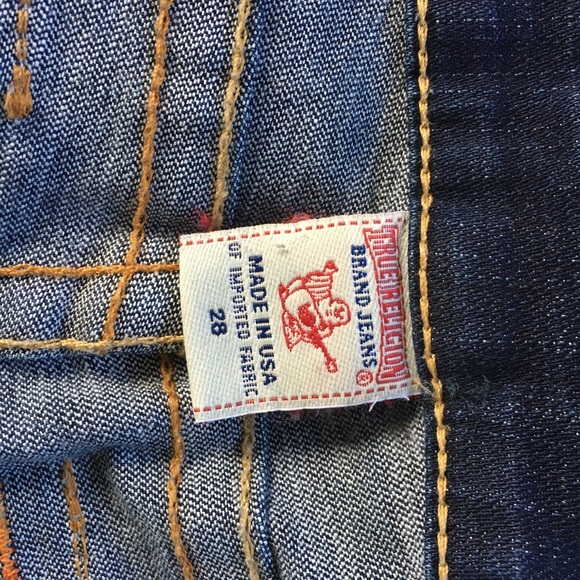 TRUE RELIGION
BRAND JEANS ®
MADE IN USA
OF IMPORTED FABRIC
28